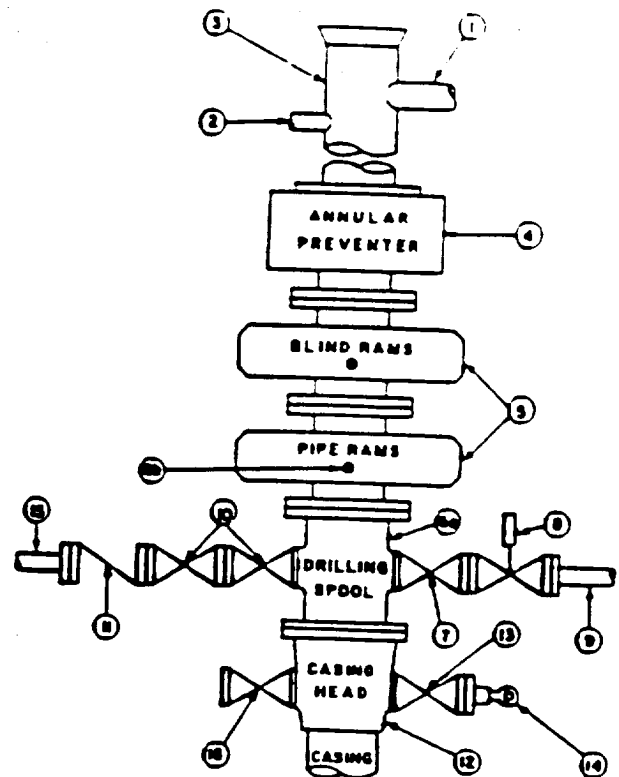 3
1
2
ANNULAR
PREVENTER
4
BLIND RAMS
5
PIPE RAMS
15
10
8
DRILLING
SPOOL
11
7
13
9
CASING
HEAD
16
12
14
CASING